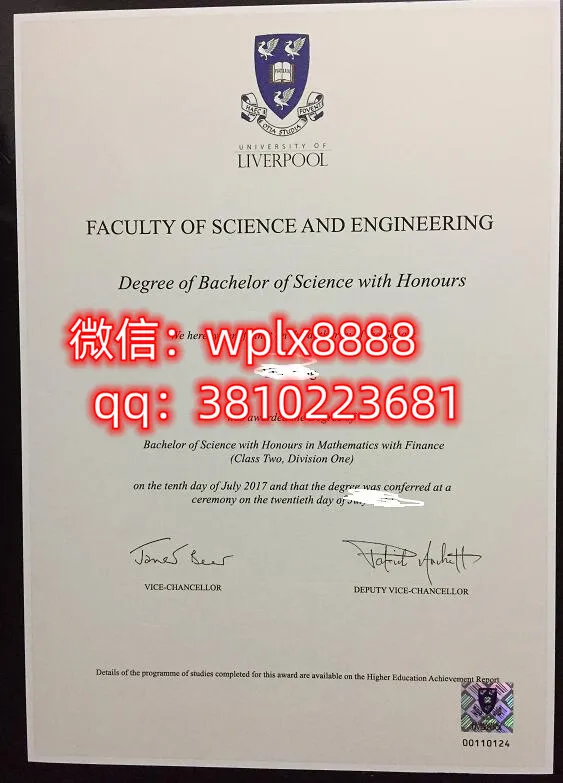 HAEC
OTIA STUDIA
FOVENT
UNIVERSITY OF
LIVERPOOL
FACULTY OF SCIENCE AND ENGINEERING
Degree of Bachelor of Science with Honours
We here
微信：wplx8888
qq：3810223681
Bachelor of Science with Honours in Mathematics with Finance
(Class Two, Division One)
on the tenth day of July 2017 and that the degree was conferred at a
ceremony on the twentieth day of July
VICE-CHANCELLOR
DEPUTY VICE-CHANCELLOR
Details of the programme of studies completed for this award are available on the Higher Education Achievement Report
00110124